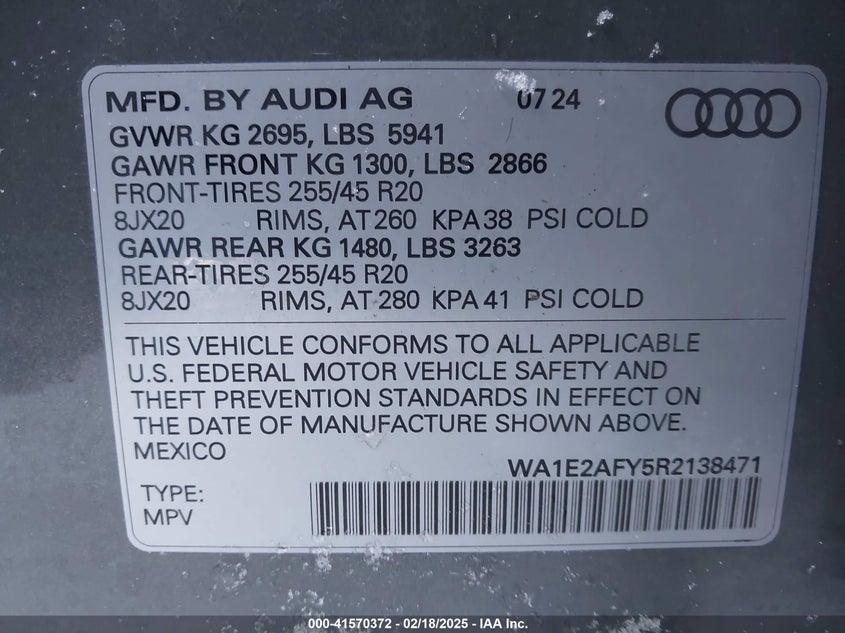 MFD. BY AUDI AG 07 24
GVWR KG 2695, LBS 5941
GAWR FRONT KG 1300, LBS 2866
FRONT-TIRES 255/45 R20
8JX20 RIMS, AT 260 KPA 38 PSI COLD
GAWR REAR KG 1480, LBS 3263
REAR-TIRES 255/45 R20
8JX20 RIMS, AT 280 KPA 41 PSI COLD
THIS VEHICLE CONFORMS TO ALL APPLICABLE
U.S. FEDERAL MOTOR VEHICLE SAFETY AND
THEFT PREVENTION STANDARDS IN EFFECT ON
THE DATE OF MANUFACTURE SHOWN ABOVE.
MEXICO
WA1E2AFY5R2138471
TYPE:
MPV
000-41570372 - 02/18/2025 - IAA Inc.